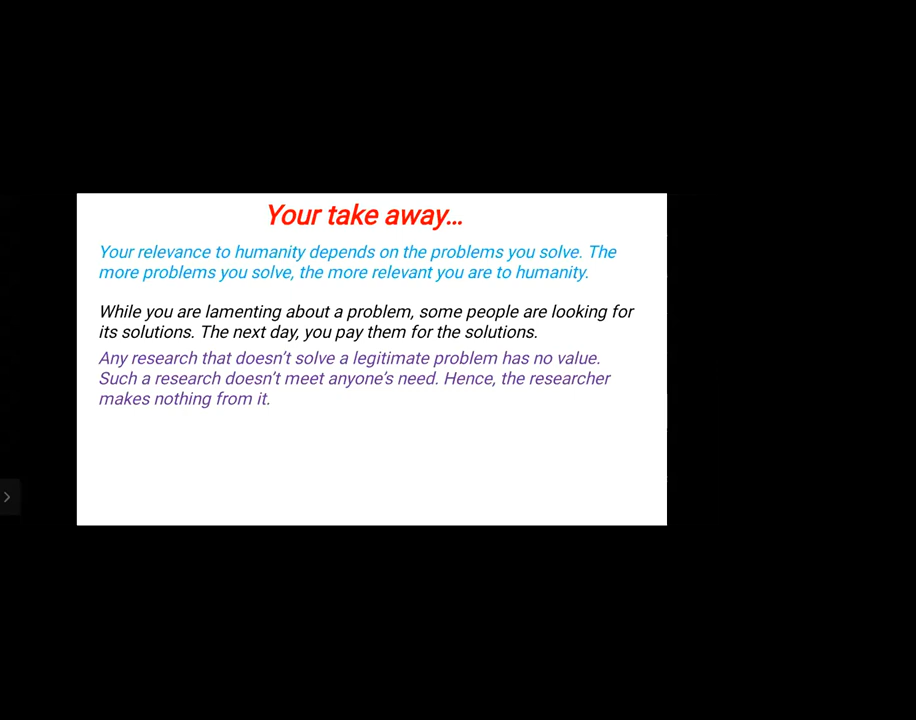 Your take away...
Your relevance to humanity depends on the problems you solve. The
more problems you solve, the more relevant you are to humanity.
While you are lamenting about a problem, some people are looking for
its solutions. The next day, you pay them for the solutions.
Any research that doesn’t solve a legitimate problem has no value.
Such a research doesn’t meet anyone’s need. Hence, the researcher
makes nothing from it.